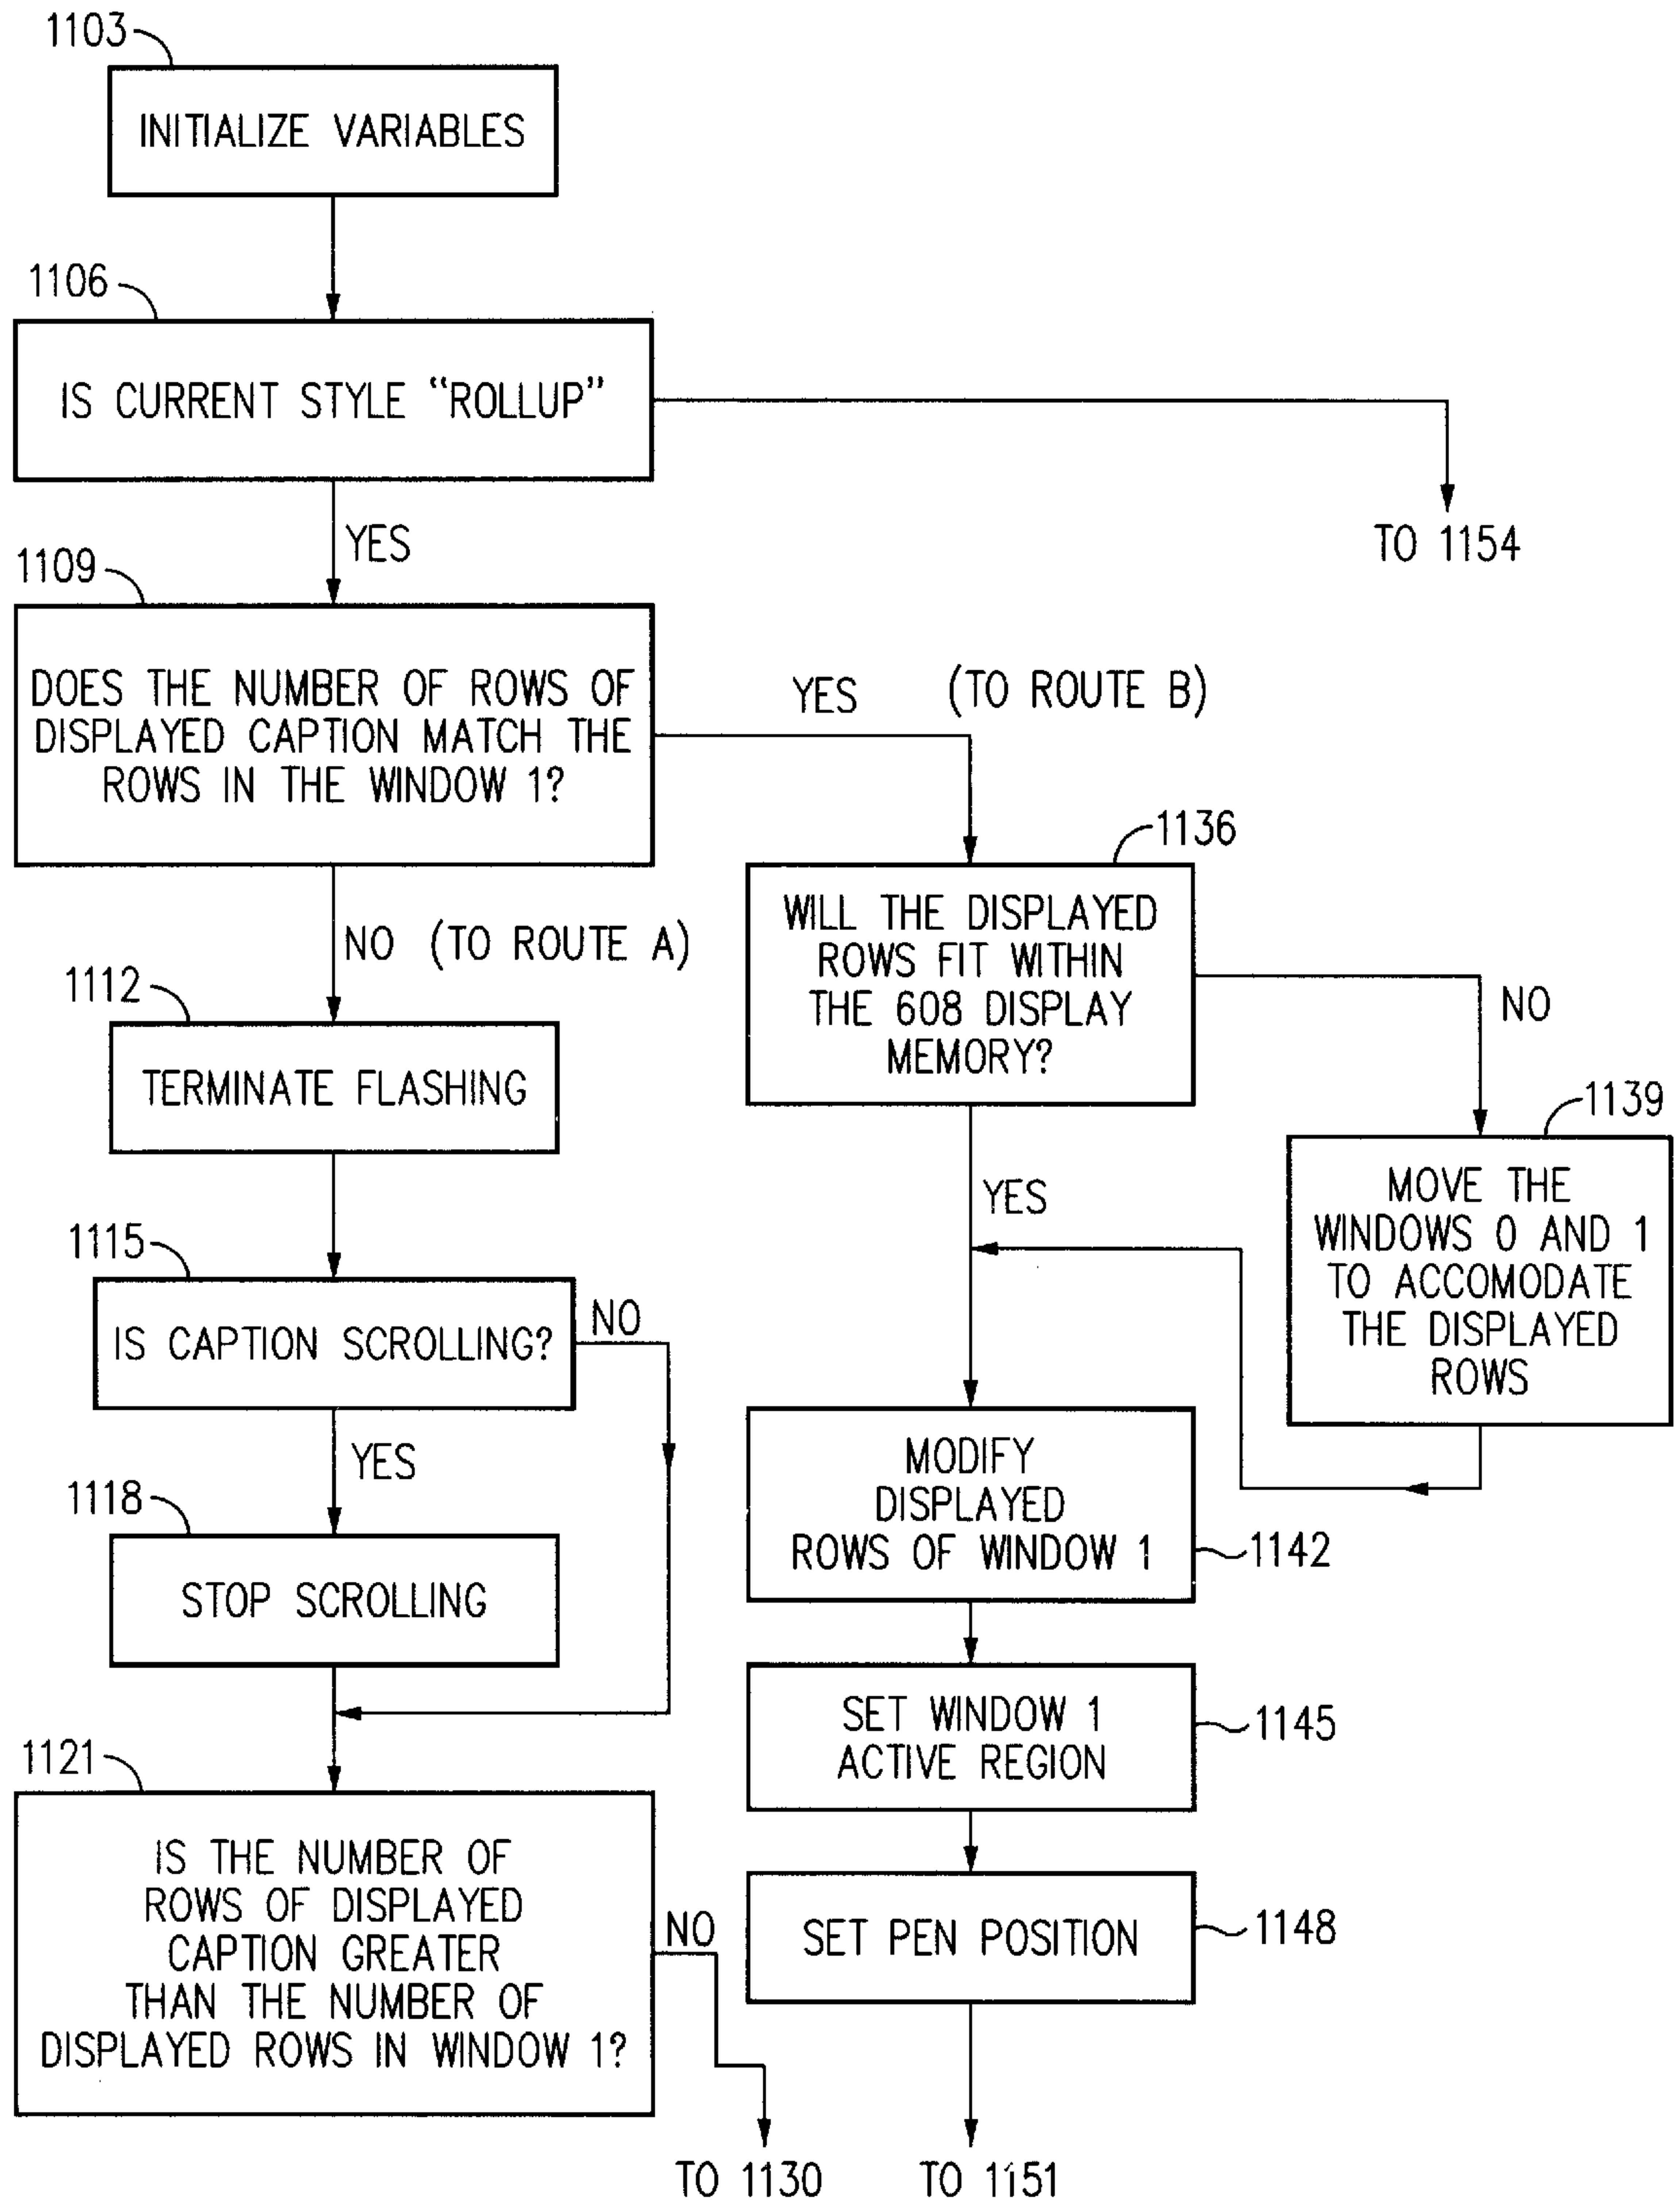 1103
INITIALIZE VARIABLES
1106
IS CURRENT STYLE “ROLLUP”
TO 1154
YES
1109
DOES THE NUMBER OF ROWS OF
DISPLAYED CAPTION MATCH THE
ROWS IN THE WINDOW 1?
YES (TO ROUTE B)
NO (TO ROUTE A)
1136
WILL THE DISPLAYED
ROWS FIT WITHIN
THE 608 DISPLAY
MEMORY?
NO
YES
1139
MOVE THE
WINDOWS 0 AND 1
TO ACCOMODATE
THE DISPLAYED
ROWS
1112
TERMINATE FLASHING
1115
IS CAPTION SCROLLING?
NO
YES
1118
STOP SCROLLING
1121
IS THE NUMBER OF
ROWS OF DISPLAYED
CAPTION GREATER
THAN THE NUMBER OF
DISPLAYED ROWS IN WINDOW 1?
NO
TO 1130
MODIFY
DISPLAYED
ROWS OF WINDOW 1
1142
SET WINDOW 1
ACTIVE REGION
1145
SET PEN POSITION
1148
TO 1151